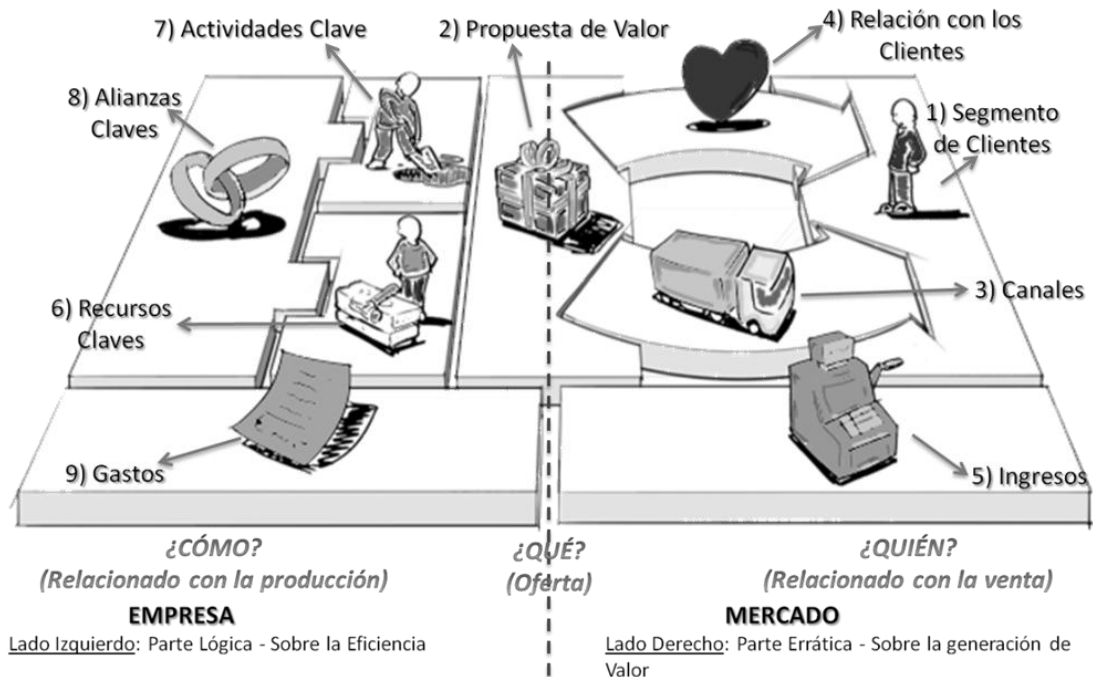 7) Actividades Clave
2) Propuesta de Valor
4) Relación con los
Clientes
8) Alianzas
Claves
1) Segmento
de Clientes
6) Recursos
Claves
3) Canales
9) Gastos
5) Ingresos
¿CÓMO?
(Relacionado con la producción)
¿QUÉ?
(Oferta)
¿QUIÉN?
(Relacionado con la venta)
EMPRESA
Lado Izquierdo: Parte Lógica - Sobre la Eficiencia
MERCADO
Lado Derecho: Parte Errática - Sobre la generación de
Valor